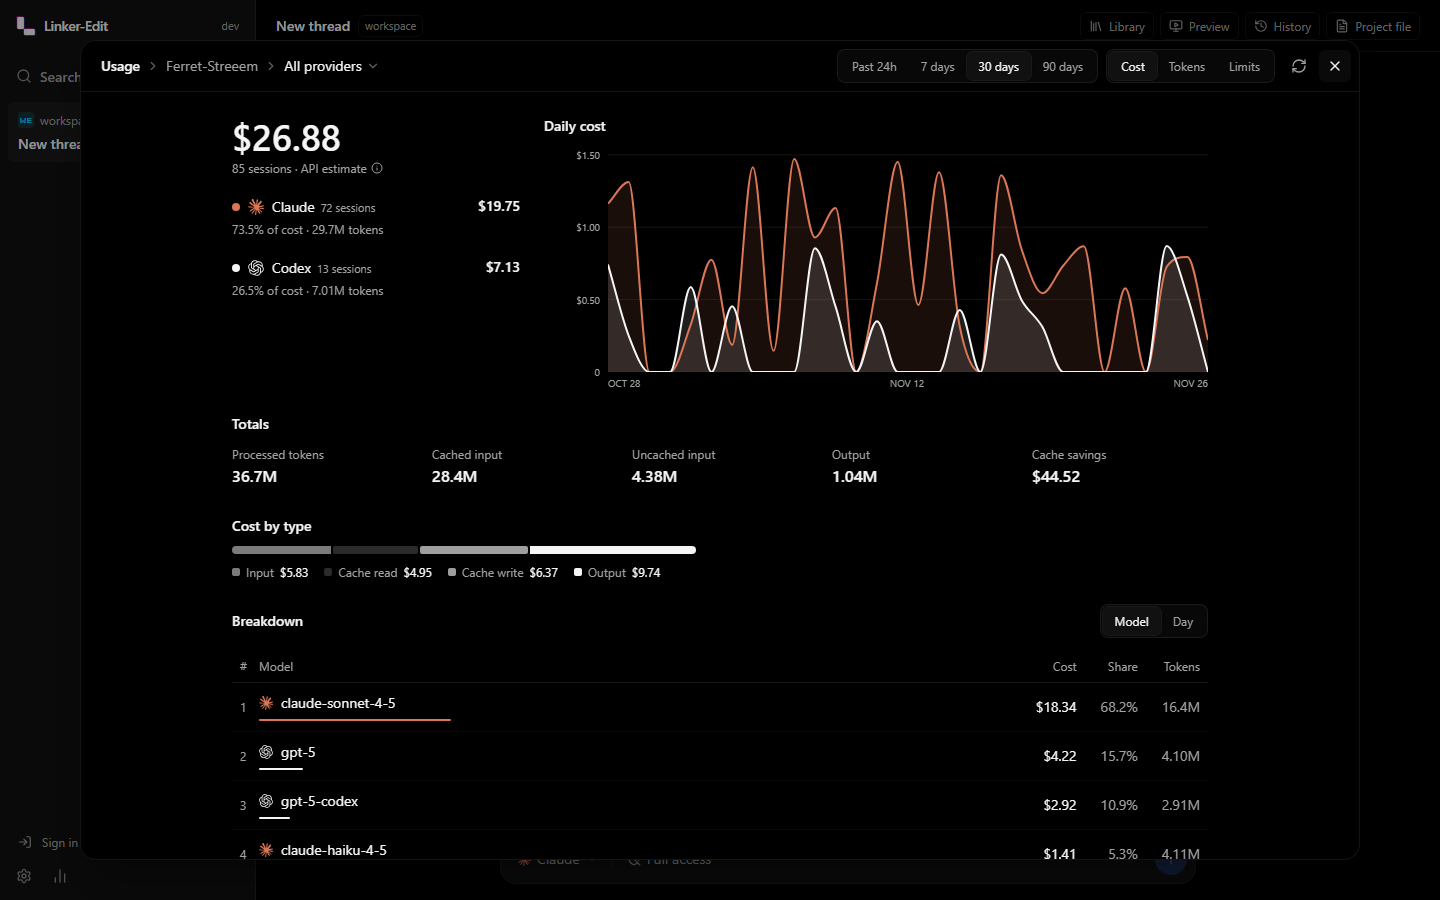 Linker-Edit
dev
New thread
workspace
Library
Preview
History
Project file
Search
workspa
New threa
Sign in
Usage
Ferret-Streeem
All providers
Past 24h
7 days
30 days
90 days
Cost
Tokens
Limits
$26.88
85 sessions · API estimate
Claude 72 sessions
$19.75
73.5% of cost · 29.7M tokens
Codex 13 sessions
$7.13
26.5% of cost · 7.01M tokens
Daily cost
$1.50
$1.00
$0.50
0
OCT 28
NOV 12
NOV 26
Totals
Processed tokens
36.7M
Cached input
28.4M
Uncached input
4.38M
Output
1.04M
Cache savings
$44.52
Cost by type
Input $5.83
Cache read $4.95
Cache write $6.37
Output $9.74
Breakdown
Model
Day
# Model Cost Share Tokens
1 claude-sonnet-4-5 $18.34 68.2% 16.4M
2 gpt-5 $4.22 15.7% 4.10M
3 gpt-5-codex $2.92 10.9% 2.91M
4 claude-haiku-4-5 $1.41 5.3% 4.11M
Claude
Full access